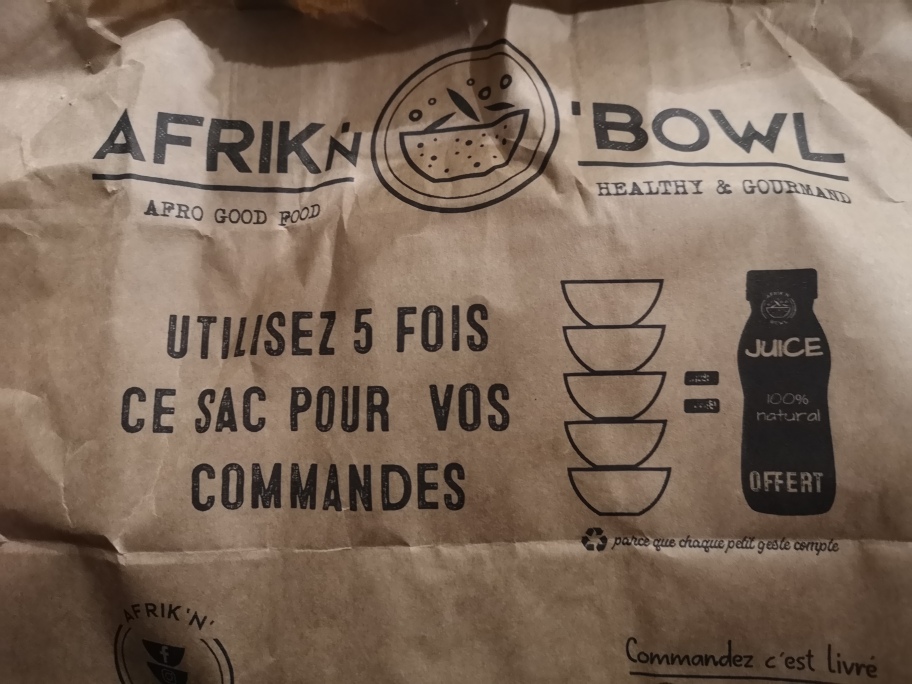 AFRIK'N 'BOWL
AFRO GOOD FOOD
HEALTHY & GOURMAND
UTILISEZ 5 FOIS
CE SAC POUR VOS
COMMANDES
JUICE
100%
natural
OFFERT
parce que chaque petit geste compte
AFRIK'N'
Commandez c'est livré